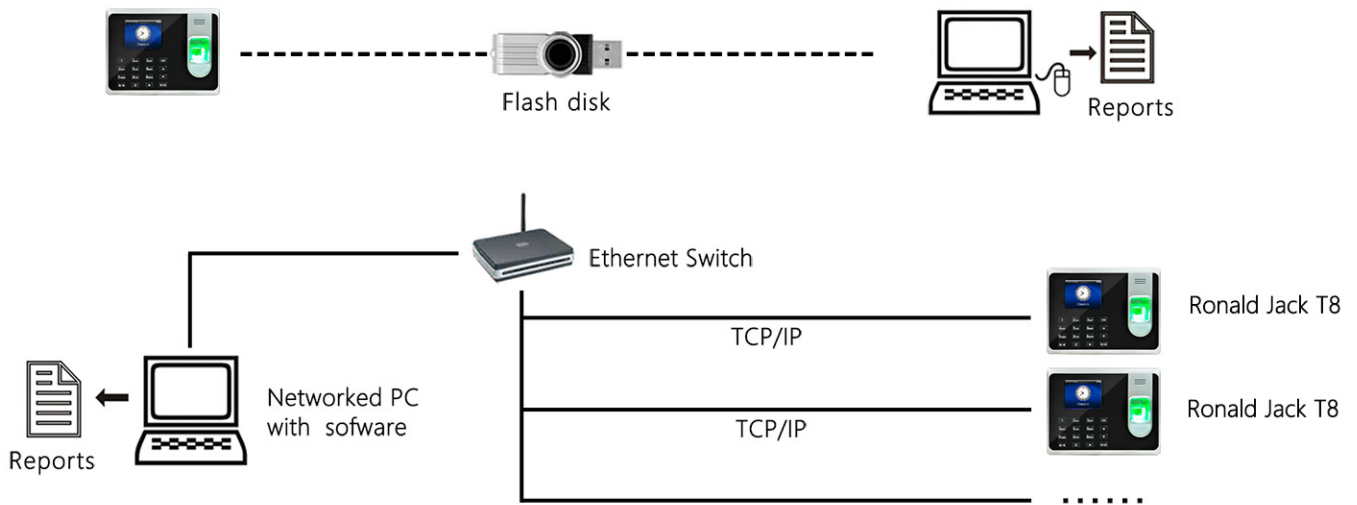 Flash disk
Reports
Ethernet Switch
Ronald Jack T8
TCP/IP
Networked PC
with sofware
Ronald Jack T8
TCP/IP
Reports
......